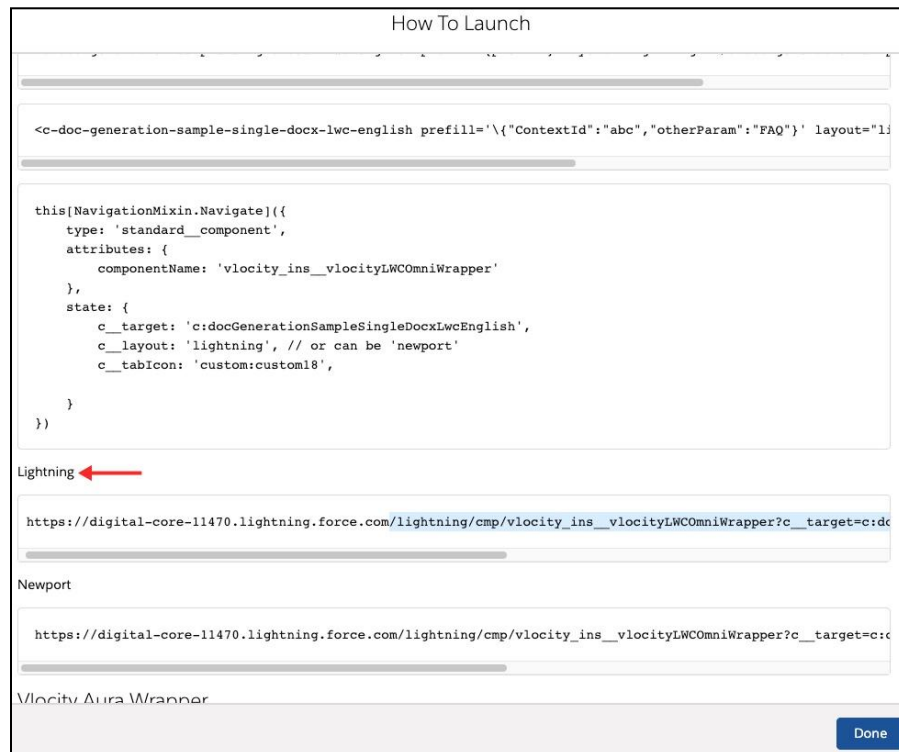 How To Launch
<c-doc-generation-sample-single-docx-lwc-english prefill='\{"ContextId":"abc","otherParam":"FAQ"}' layout="li
this[NavigationMixin.Navigate]({
    type: 'standard__component',
    attributes: {
        componentName: 'vlocity_ins__vlocityLWCOmniWrapper'
    },
    state: {
        c__target: 'c:docGenerationSampleSingleDocxLwcEnglish',
        c__layout: 'lightning', // or can be 'newport'
        c__tabIcon: 'custom:custom18',
    }
})
Lightning
https://digital-core-11470.lightning.force.com/lightning/cmp/vlocity_ins__vlocityLWCOmniWrapper?c__target=c:do
Newport
https://digital-core-11470.lightning.force.com/lightning/cmp/vlocity_ins__vlocityLWCOmniWrapper?c__target=c:c
Vlocity Aura Wrapper
Done